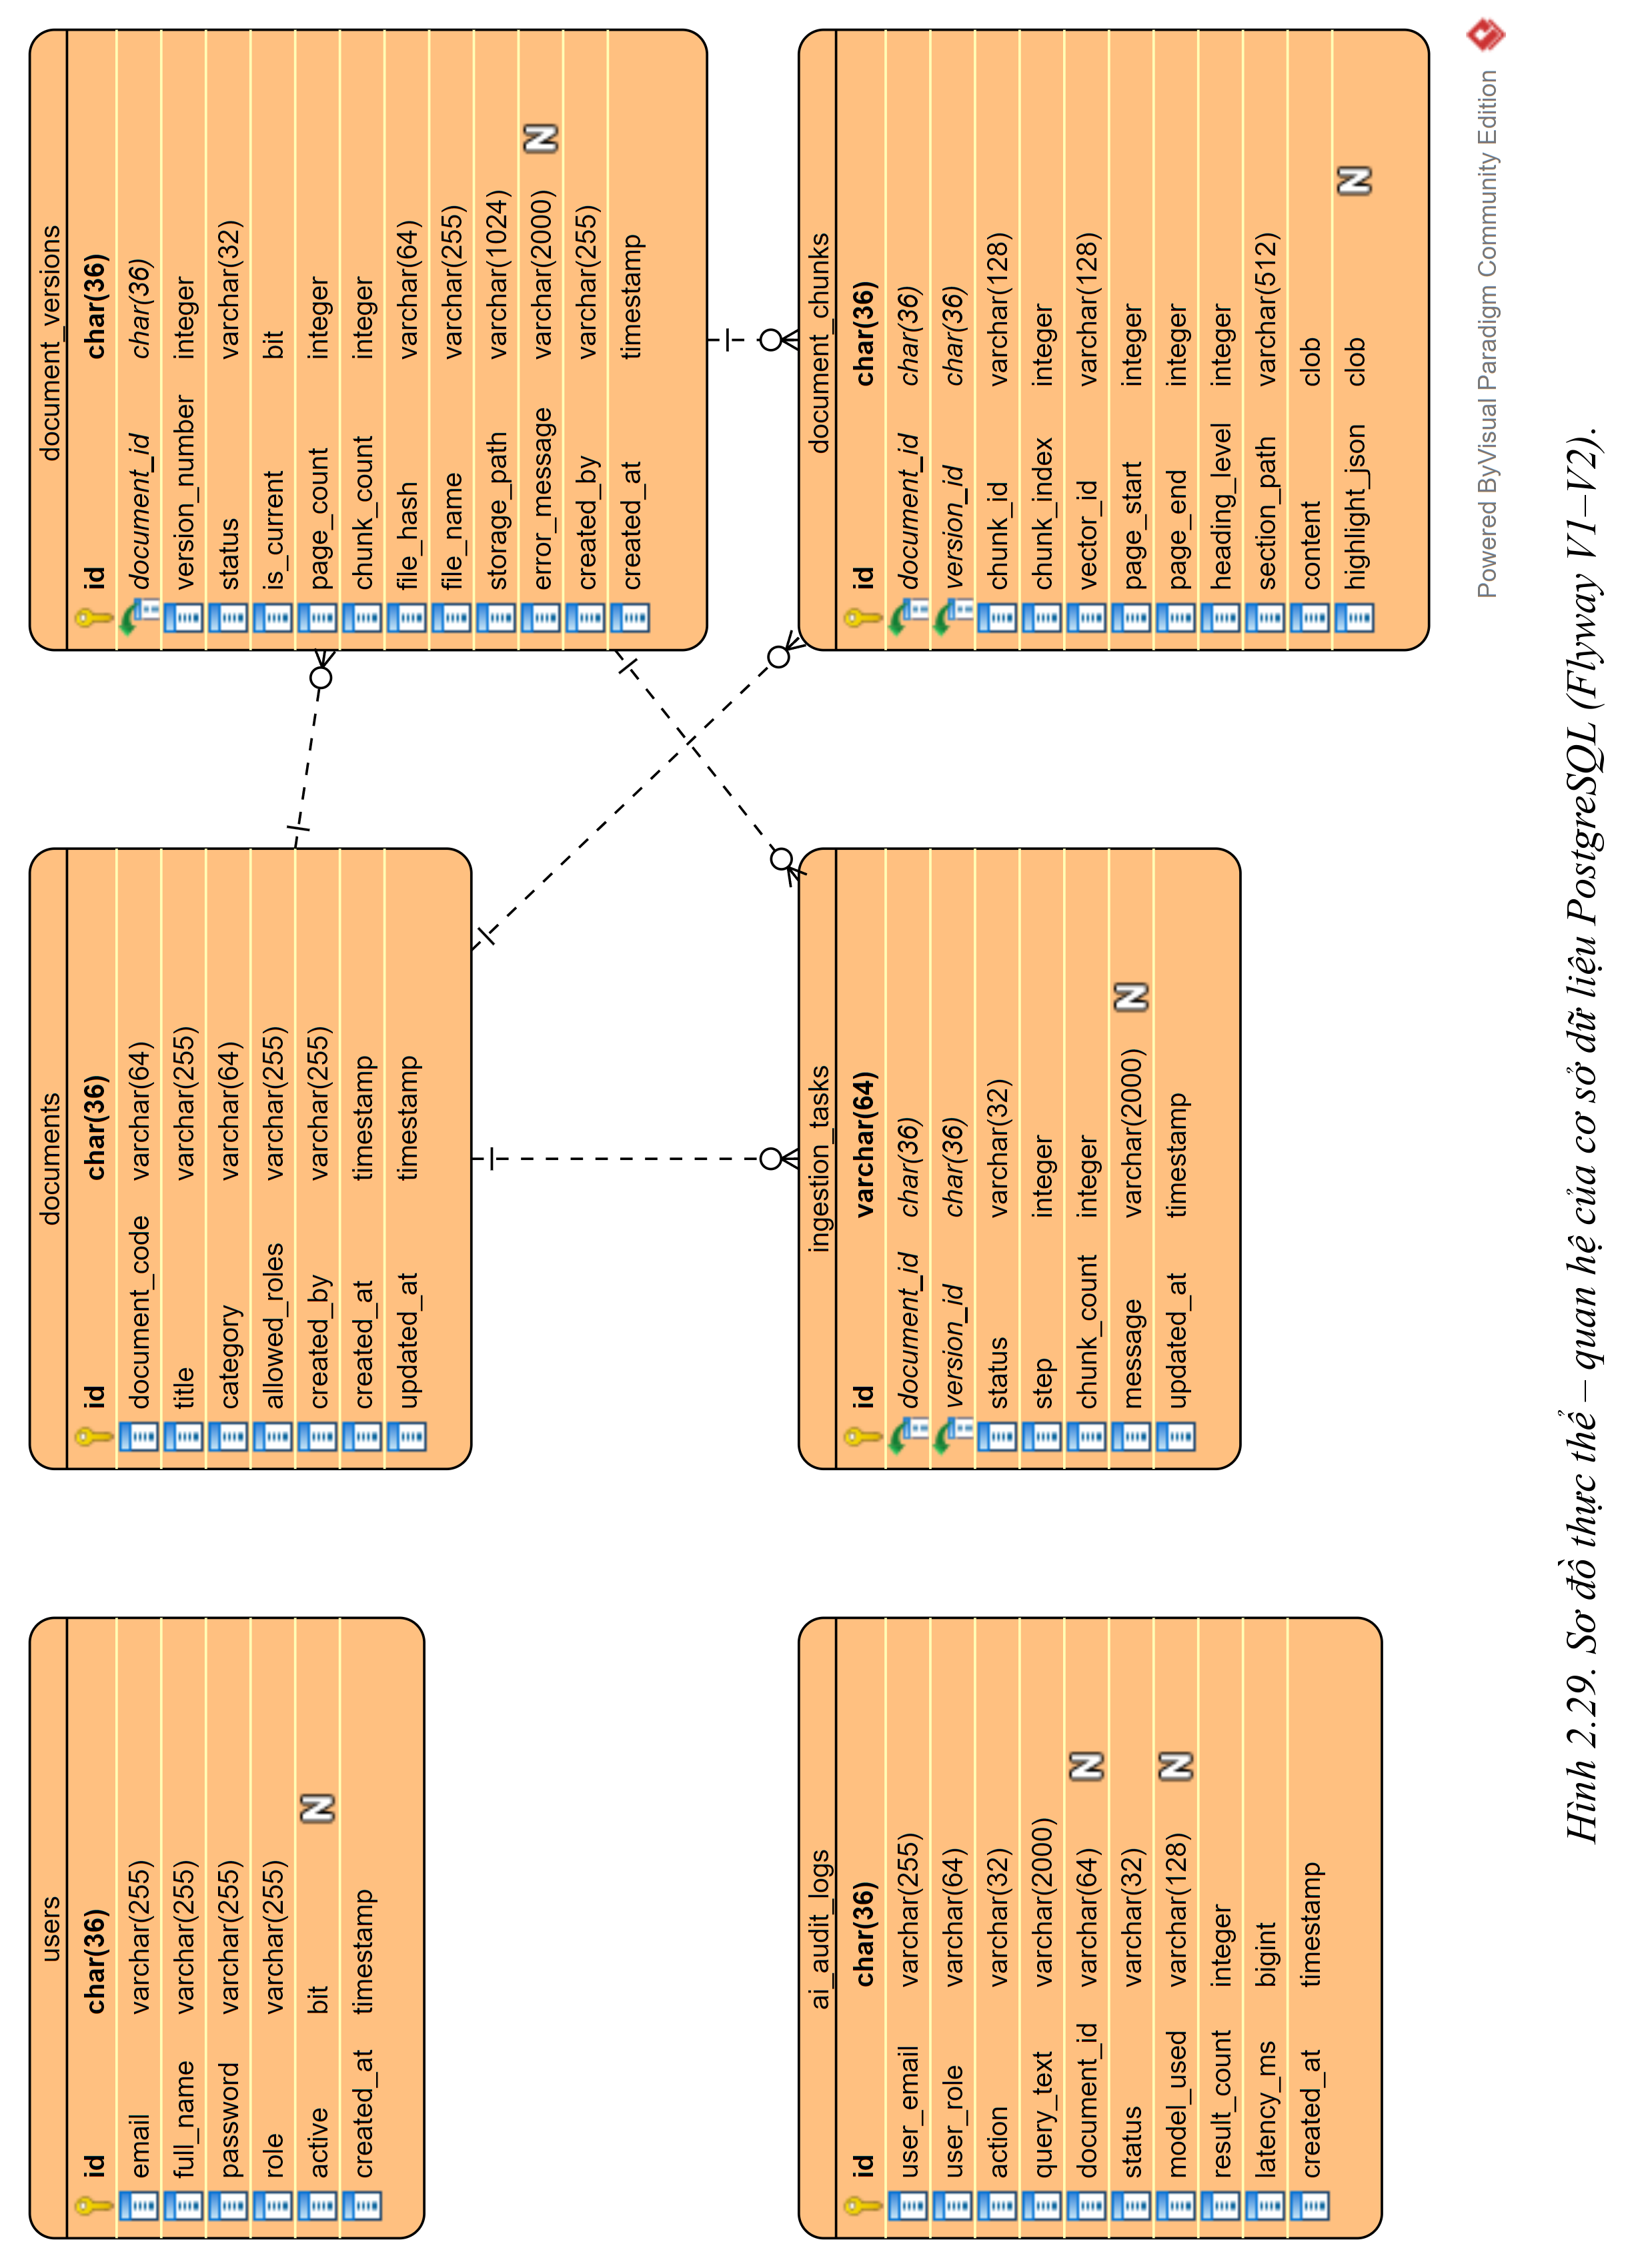 users
id char(36)
email varchar(255)
full_name varchar(255)
password varchar(255)
role varchar(255)
active bit N
created_at timestamp
documents
id char(36)
document_code varchar(64)
title varchar(255)
category varchar(64)
allowed_roles varchar(255)
created_by varchar(255)
created_at timestamp
updated_at timestamp
document_versions
id char(36)
document_id char(36)
version_number integer
status varchar(32)
is_current bit
page_count integer
chunk_count integer
file_hash varchar(64)
file_name varchar(255)
storage_path varchar(1024)
error_message varchar(2000) N
created_by varchar(255)
created_at timestamp
ai_audit_logs
id char(36)
user_email varchar(255)
user_role varchar(64)
action varchar(32)
query_text varchar(2000)
document_id varchar(64) N
status varchar(32)
model_used varchar(128) N
result_count integer
latency_ms bigint
created_at timestamp
ingestion_tasks
id varchar(64)
document_id char(36)
version_id char(36)
status varchar(32)
step integer
chunk_count integer
message varchar(2000) N
updated_at timestamp
document_chunks
id char(36)
document_id char(36)
version_id char(36)
chunk_id varchar(128)
chunk_index integer
vector_id varchar(128)
page_start integer
page_end integer
heading_level integer
section_path varchar(512)
content clob
highlight_json clob N
Powered ByVisual Paradigm Community Edition
Hình 2.29. Sơ đồ thực thể – quan hệ của cơ sở dữ liệu PostgreSQL (Flyway V1–V2).